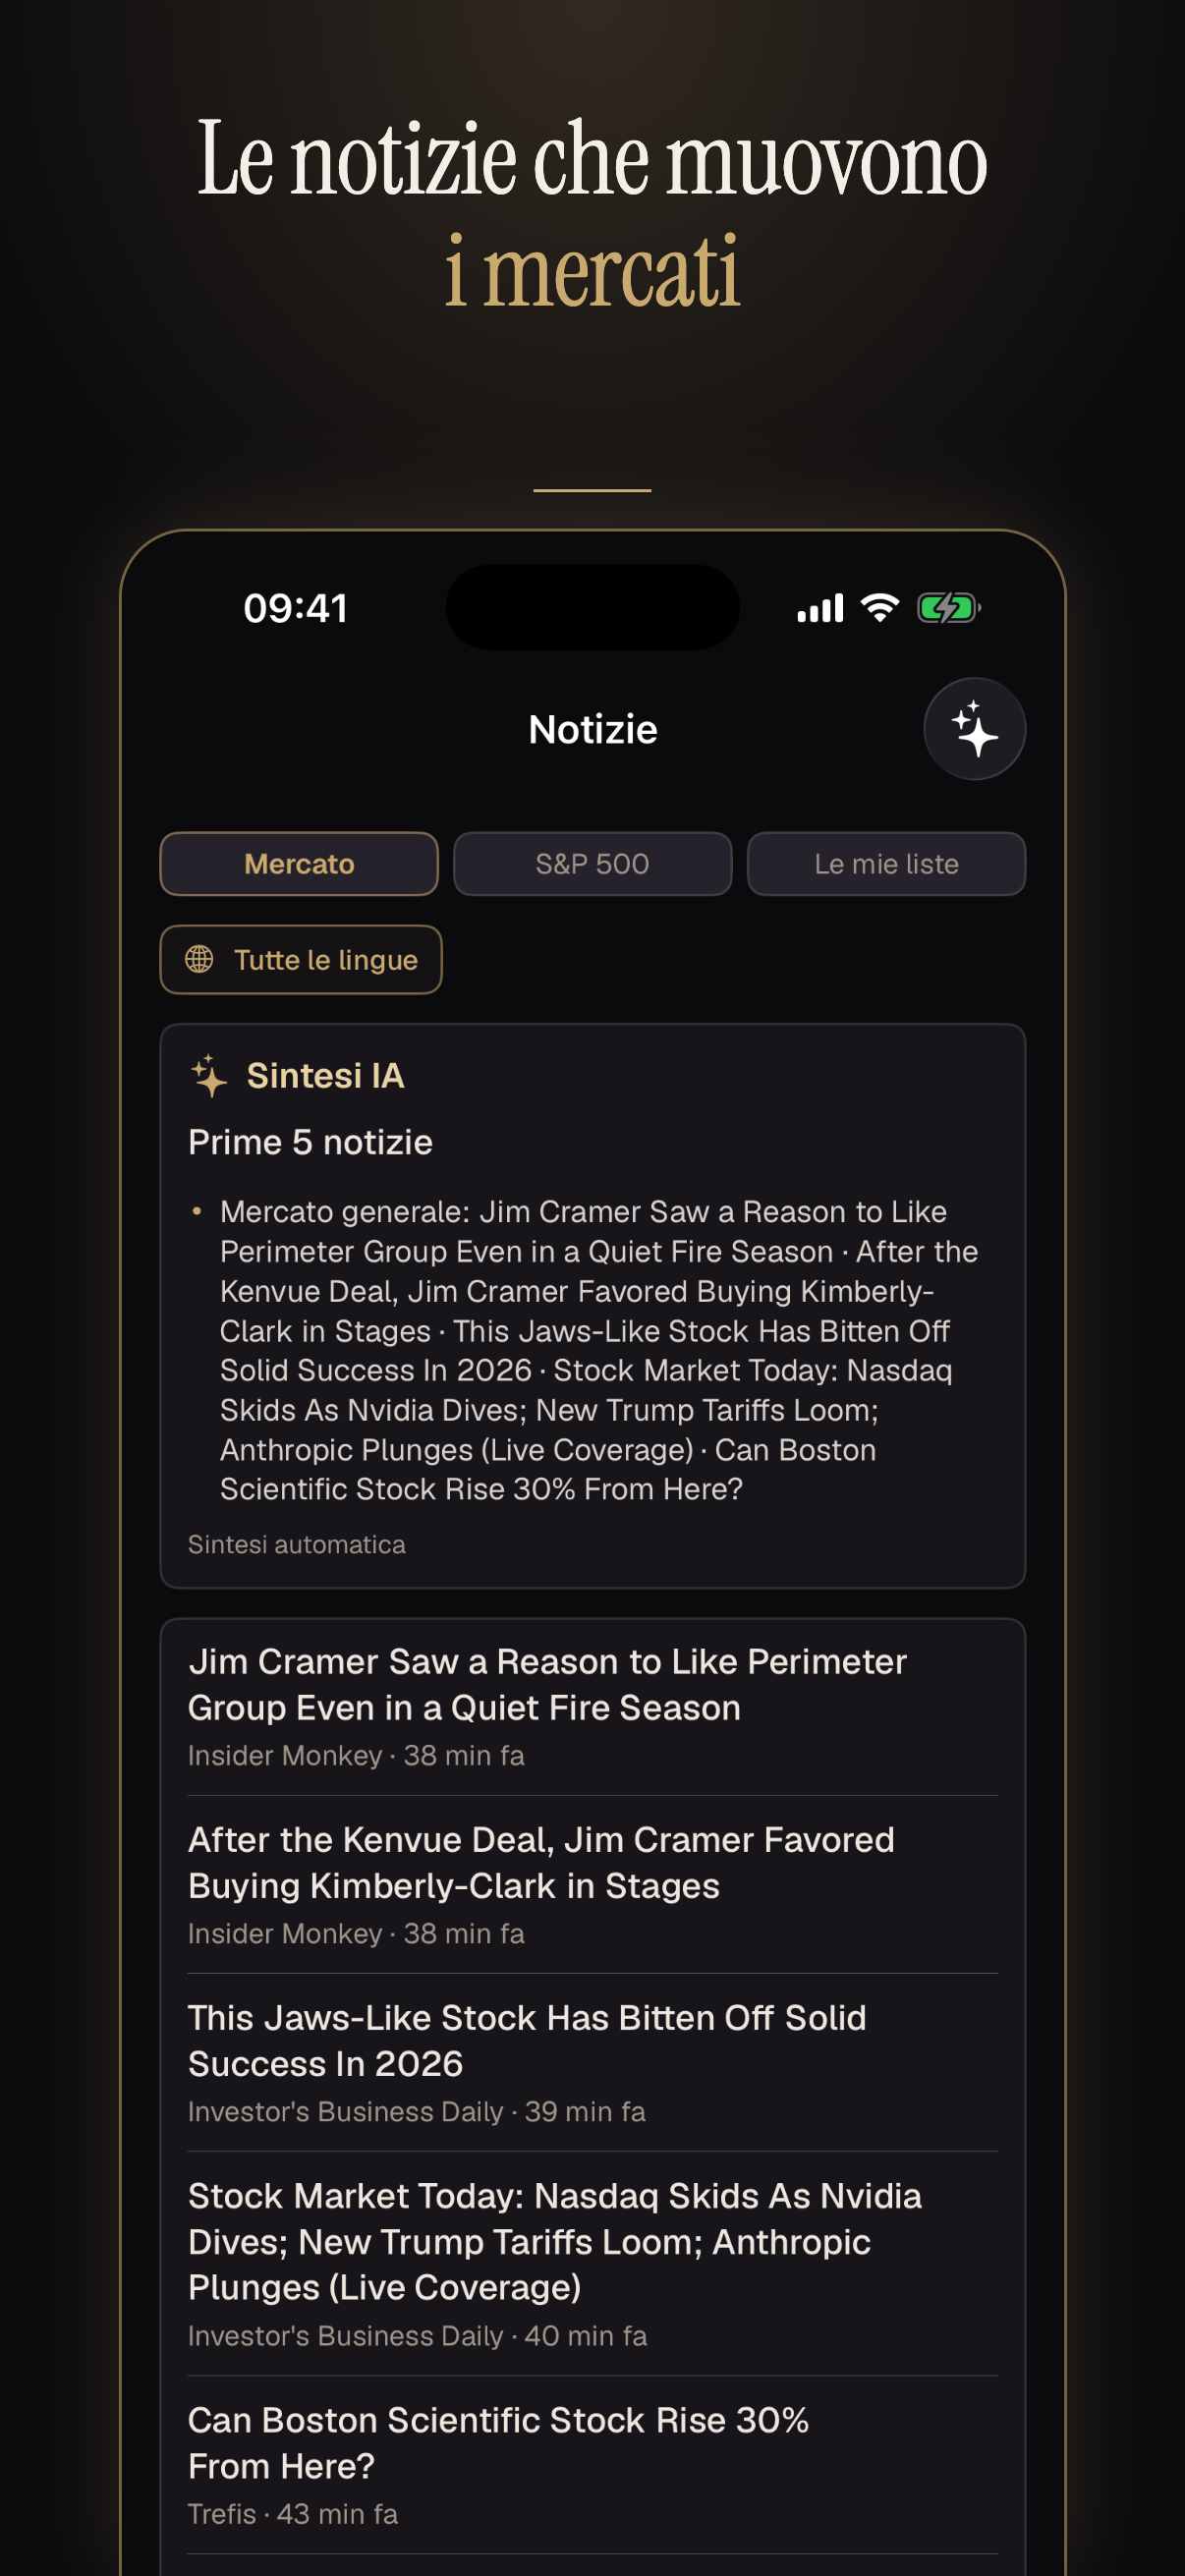 Le notizie che muovono
i mercati
09:41
Notizie
Mercato
S&P 500
Le mie liste
Tutte le lingue
Sintesi IA
Prime 5 notizie
• Mercato generale: Jim Cramer Saw a Reason to Like
Perimeter Group Even in a Quiet Fire Season · After the
Kenvue Deal, Jim Cramer Favored Buying Kimberly-
Clark in Stages · This Jaws-Like Stock Has Bitten Off
Solid Success In 2026 · Stock Market Today: Nasdaq
Skids As Nvidia Dives; New Trump Tariffs Loom;
Anthropic Plunges (Live Coverage) · Can Boston
Scientific Stock Rise 30% From Here?
Sintesi automatica
Jim Cramer Saw a Reason to Like Perimeter
Group Even in a Quiet Fire Season
Insider Monkey · 38 min fa
After the Kenvue Deal, Jim Cramer Favored
Buying Kimberly-Clark in Stages
Insider Monkey · 38 min fa
This Jaws-Like Stock Has Bitten Off Solid
Success In 2026
Investor's Business Daily · 39 min fa
Stock Market Today: Nasdaq Skids As Nvidia
Dives; New Trump Tariffs Loom; Anthropic
Plunges (Live Coverage)
Investor's Business Daily · 40 min fa
Can Boston Scientific Stock Rise 30%
From Here?
Trefis · 43 min fa